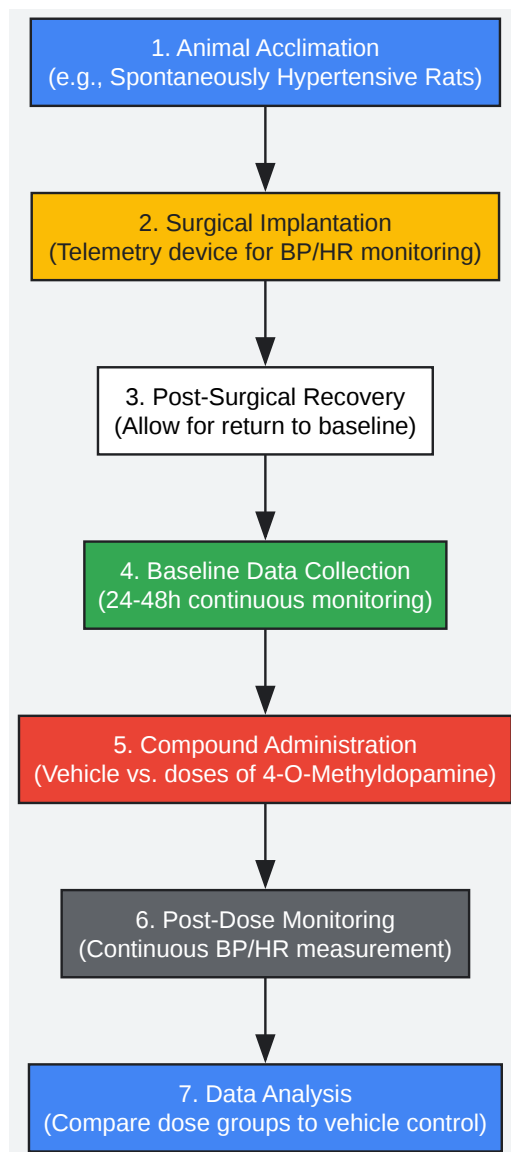 1. Animal Acclimation
(e.g., Spontaneously Hypertensive Rats)
2. Surgical Implantation
(Telemetry device for BP/HR monitoring)
3. Post-Surgical Recovery
(Allow for return to baseline)
4. Baseline Data Collection
(24-48h continuous monitoring)
5. Compound Administration
(Vehicle vs. doses of 4-O-Methyldopamine)
6. Post-Dose Monitoring
(Continuous BP/HR measurement)
7. Data Analysis
(Compare dose groups to vehicle control)